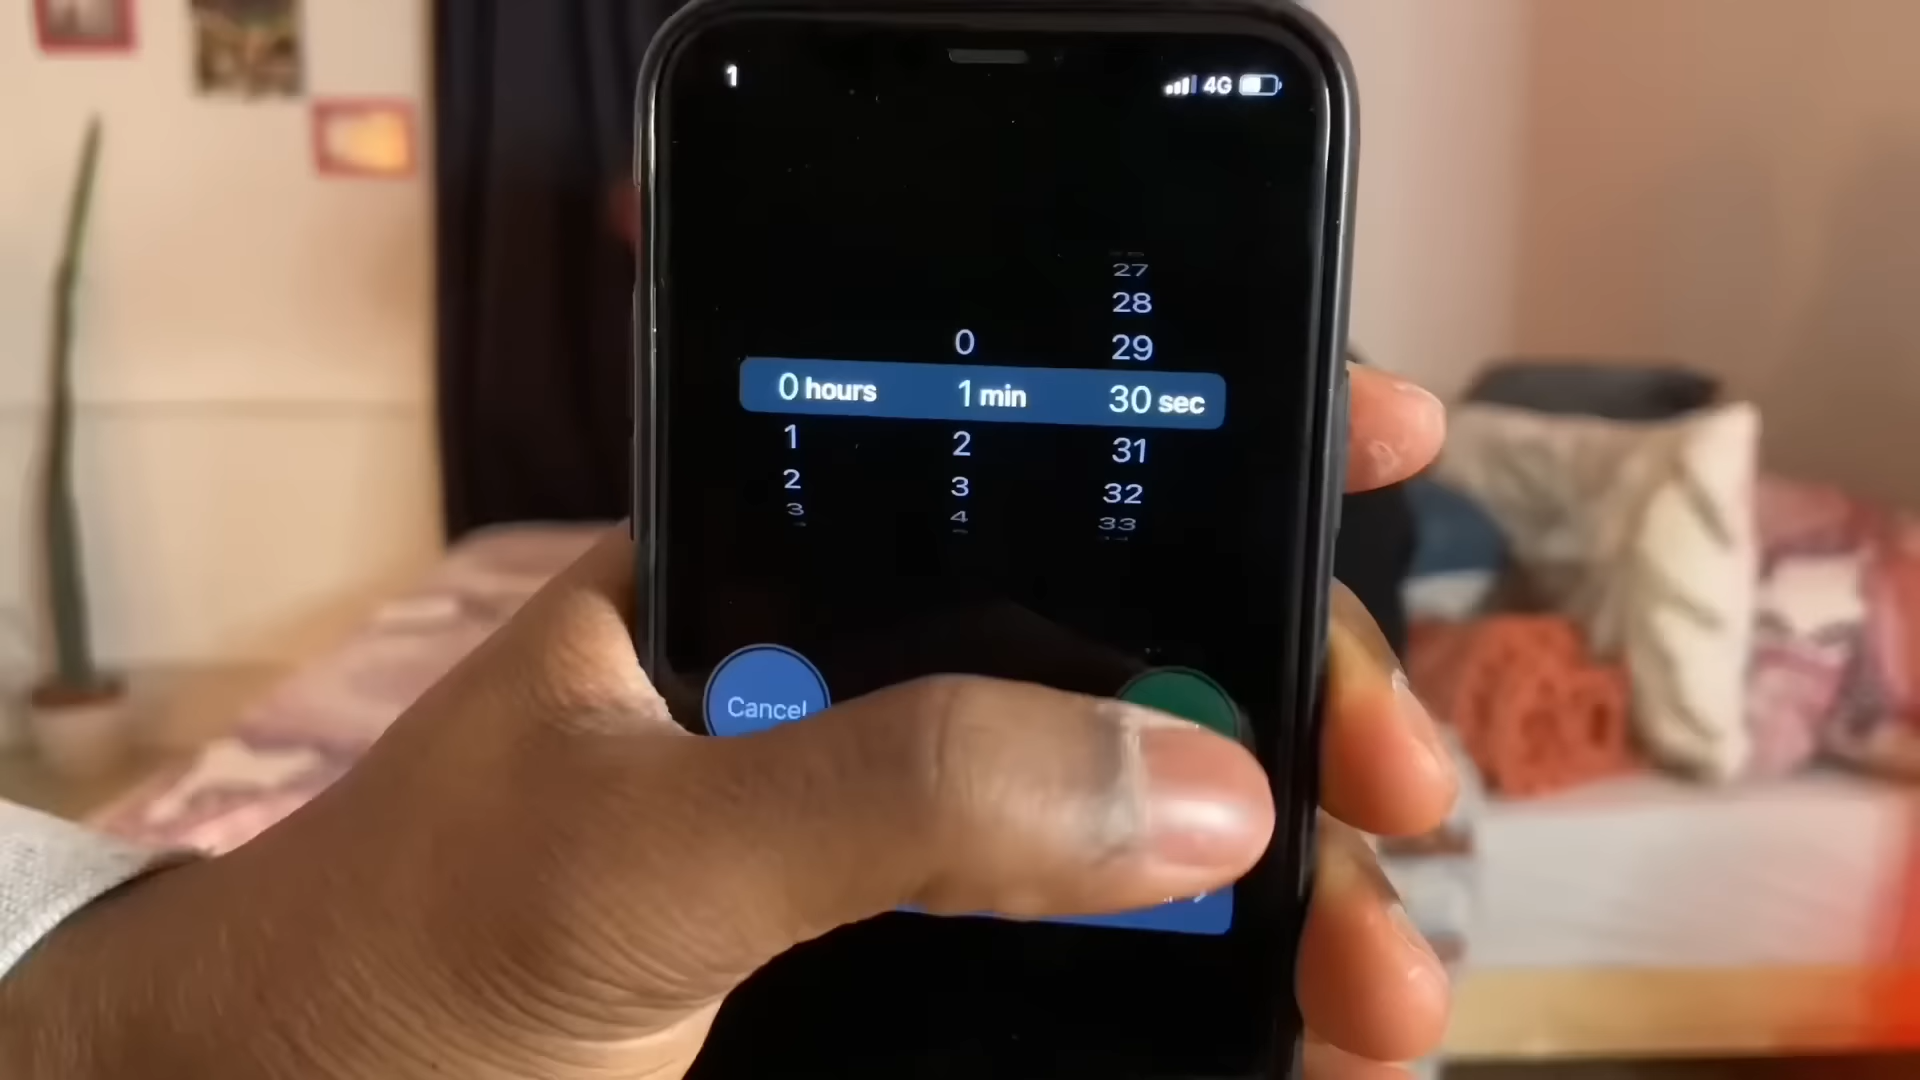 1 4G
27
28
0 29
0 hours 1 min 30 sec
1 2 31
2 3 32
3 4 33
Cancel